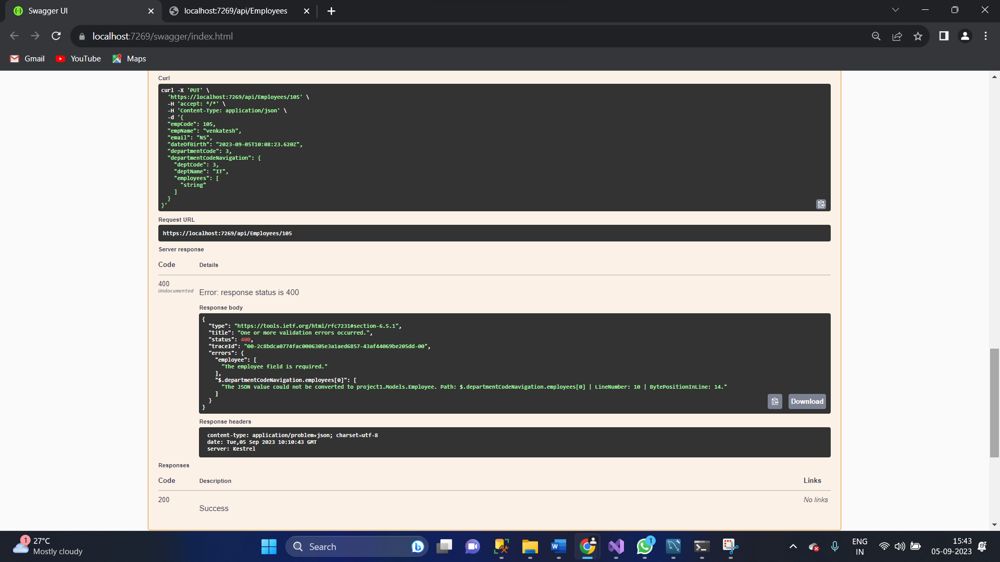 Swagger UI
localhost:7269/api/Employees
localhost:7269/swagger/index.html
Gmail
YouTube
Maps
Curl
curl -X 'PUT' \
'https://localhost:7269/api/Employees/105' \
-H 'accept: */*' \
-H 'Content-Type: application/json' \
-d '{
"empCode": 105,
"empName": "venkatesh",
"email": "NS",
"dateOfBirth": "2023-09-05T10:08:23.620Z",
"departmentCode": 3,
"departmentCodeNavigation": {
"deptCode": 3,
"deptName": "IT",
"employees": [
"string"
]
}
}'
Request URL
https://localhost:7269/api/Employees/105
Server response
Code Details
400
Undocumented
Error: response status is 400
Response body
{
"type": "https://tools.ietf.org/html/rfc7231#section-6.5.1",
"title": "One or more validation errors occurred.",
"status": 400,
"traceId": "00-2c8bdca0774fac0006305e3a1aed6857-43af44069be205dd-00",
"errors": {
"employee": [
"The employee field is required."
],
"$.departmentCodeNavigation.employees[0]": [
"The JSON value could not be converted to project1.Models.Employee. Path: $.departmentCodeNavigation.employees[0] | LineNumber: 10 | BytePositionInLine: 14."
]
}
}
Download
Response headers
content-type: application/problem+json; charset=utf-8
date: Tue,05 Sep 2023 10:10:43 GMT
server: Kestrel
Responses
Code Description Links
200 No links
Success
1
27°C
Mostly cloudy
Search
1
ENG
IN
15:43
05-09-2023